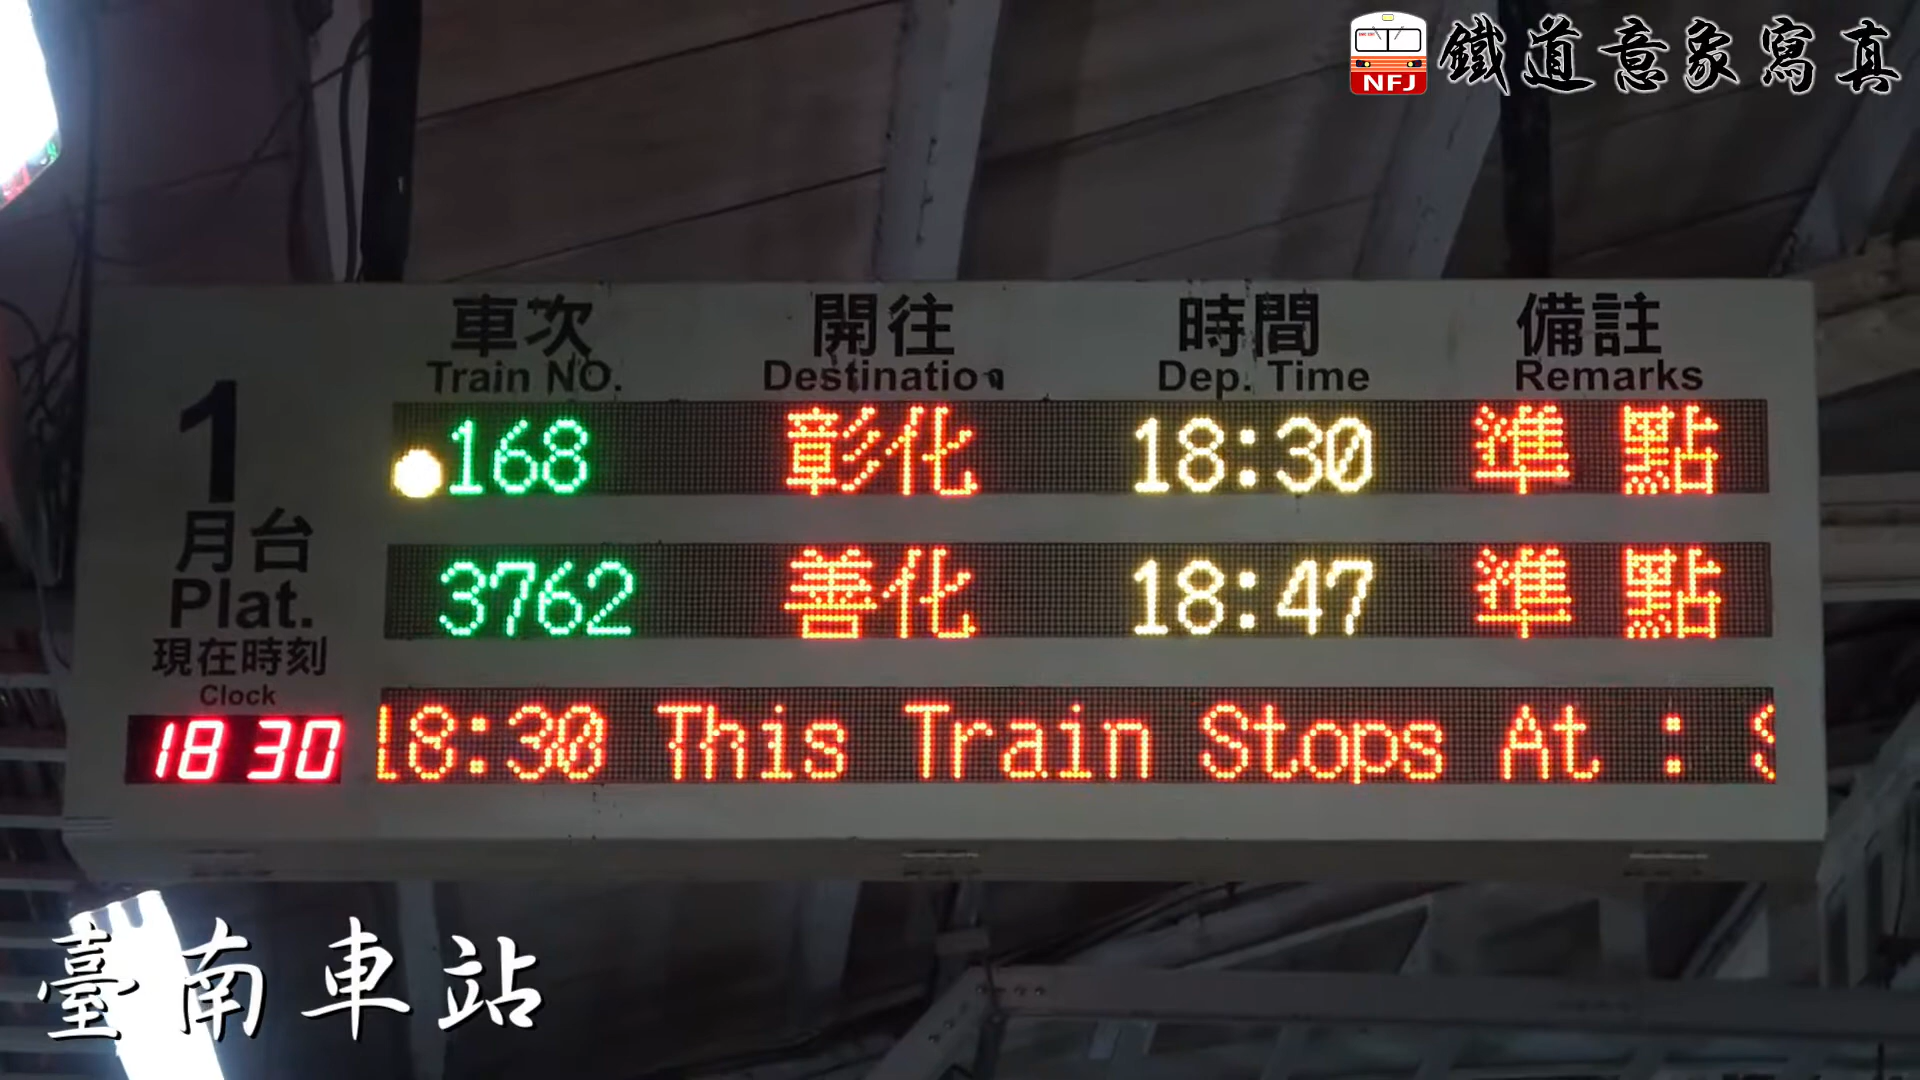 NFJ 鐵道意象寫真
車次 開往 時間 備註
Train NO. Destination Dep. Time Remarks
1
月台
Plat.
168 彰化 18:30 準點
3762 善化 18:47 準點
現在時刻
Clock
18 30
18:30 This Train Stops At : S
臺南車站